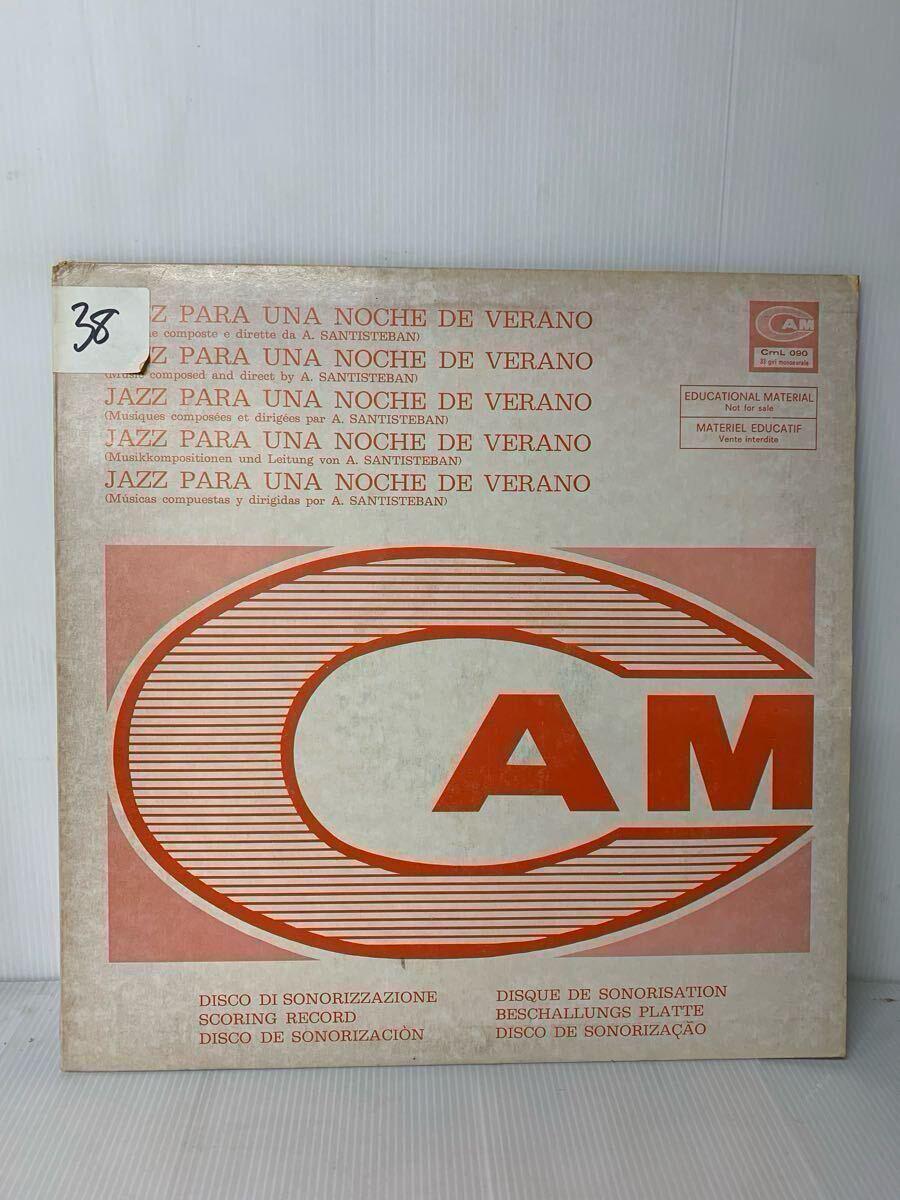 38
ZZ PARA UNA NOCHE DE VERANO
composte e dirette da A. SANTISTEBAN)
ZZ PARA UNA NOCHE DE VERANO
(Music composed and direct by A. SANTISTEBAN)
JAZZ PARA UNA NOCHE DE VERANO
(Musiques composées et dirigées par A. SANTISTEBAN)
JAZZ PARA UNA NOCHE DE VERANO
(Musikkompositionen und Leitung von A. SANTISTEBAN)
JAZZ PARA UNA NOCHE DE VERANO
(Músicas compuestas y dirigidas por A. SANTISTEBAN)
CAM
CmL 090
33 giri monoaurale
EDUCATIONAL MATERIAL
Not for sale
MATERIEL EDUCATIF
Vente interdite
CAM
DISCO DI SONORIZZAZIONE
SCORING RECORD
DISCO DE SONORIZACIÒN
DISQUE DE SONORISATION
BESCHALLUNGS PLATTE
DISCO DE SONORIZAÇÃO